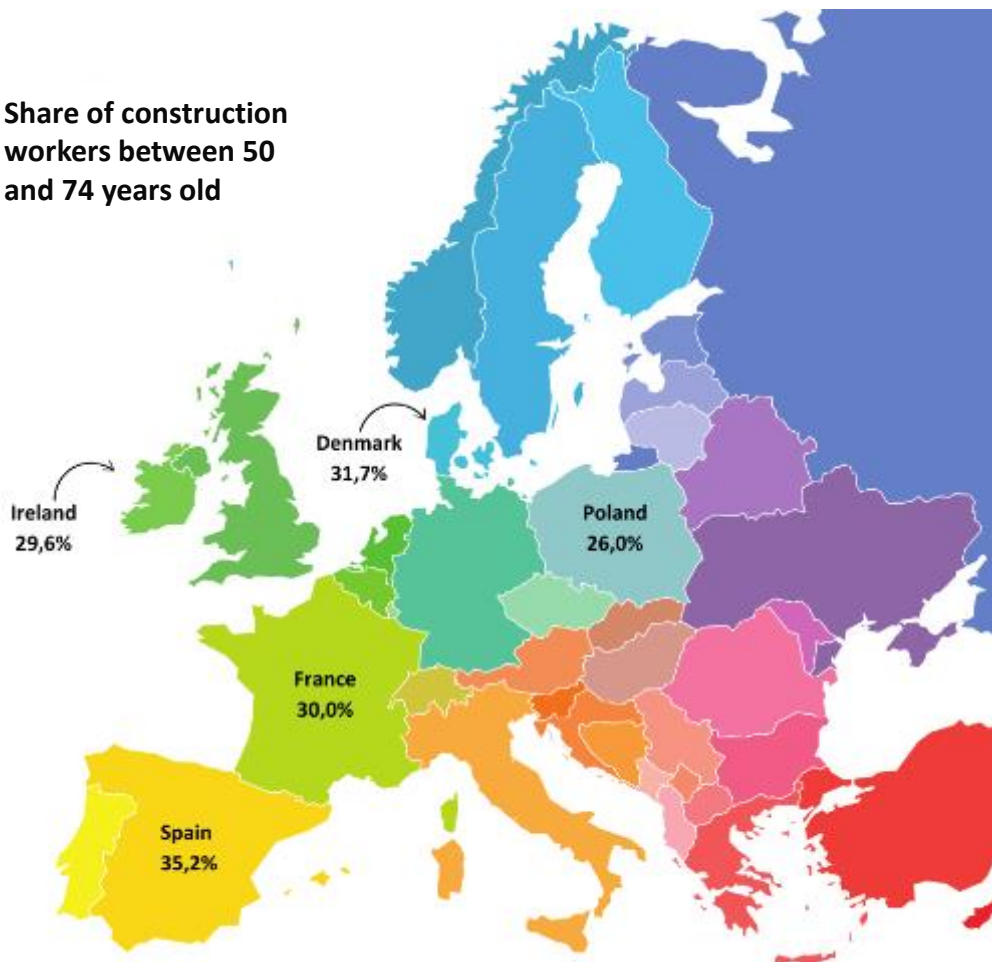 Share of construction
workers between 50
and 74 years old
Denmark
31,7%
Ireland
29,6%
Poland
26,0%
France
30,0%
Spain
35,2%